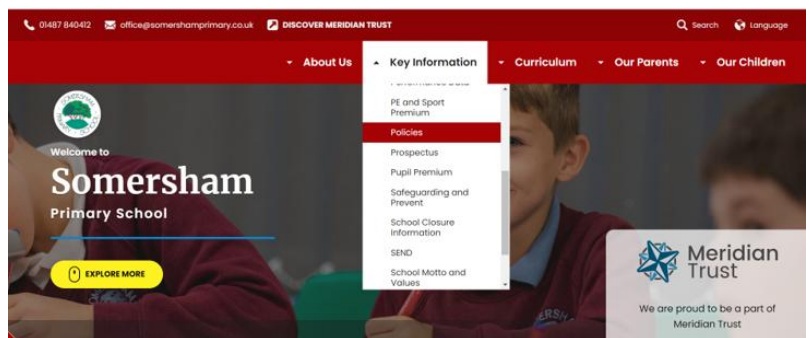 01487 840412 office@somershamprimary.co.uk DISCOVER MERIDIAN TRUST Search Language
About Us Key Information Curriculum Our Parents Our Children
Performance Data
PE and Sport
Premium
Policies
Prospectus
Pupil Premium
Safeguarding and
Prevent
School Closure
Information
SEND
School Motto and
Values
Welcome to
Somersham
Primary School
EXPLORE MORE
Meridian
Trust
We are proud to be a part of
Meridian Trust